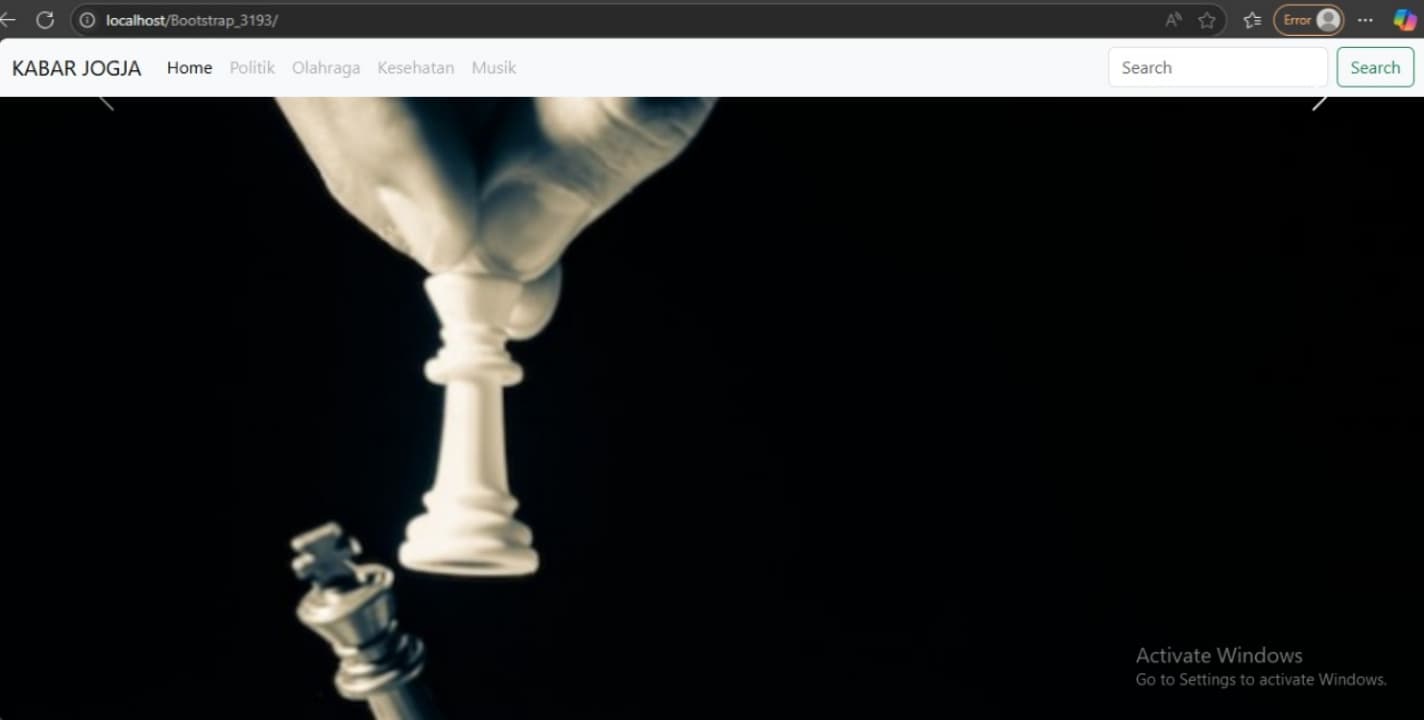 localhost/Bootstrap_3193/
Error
KABAR JOGJA Home Politik Olahraga Kesehatan Musik Search Search
Activate Windows
Go to Settings to activate Windows.